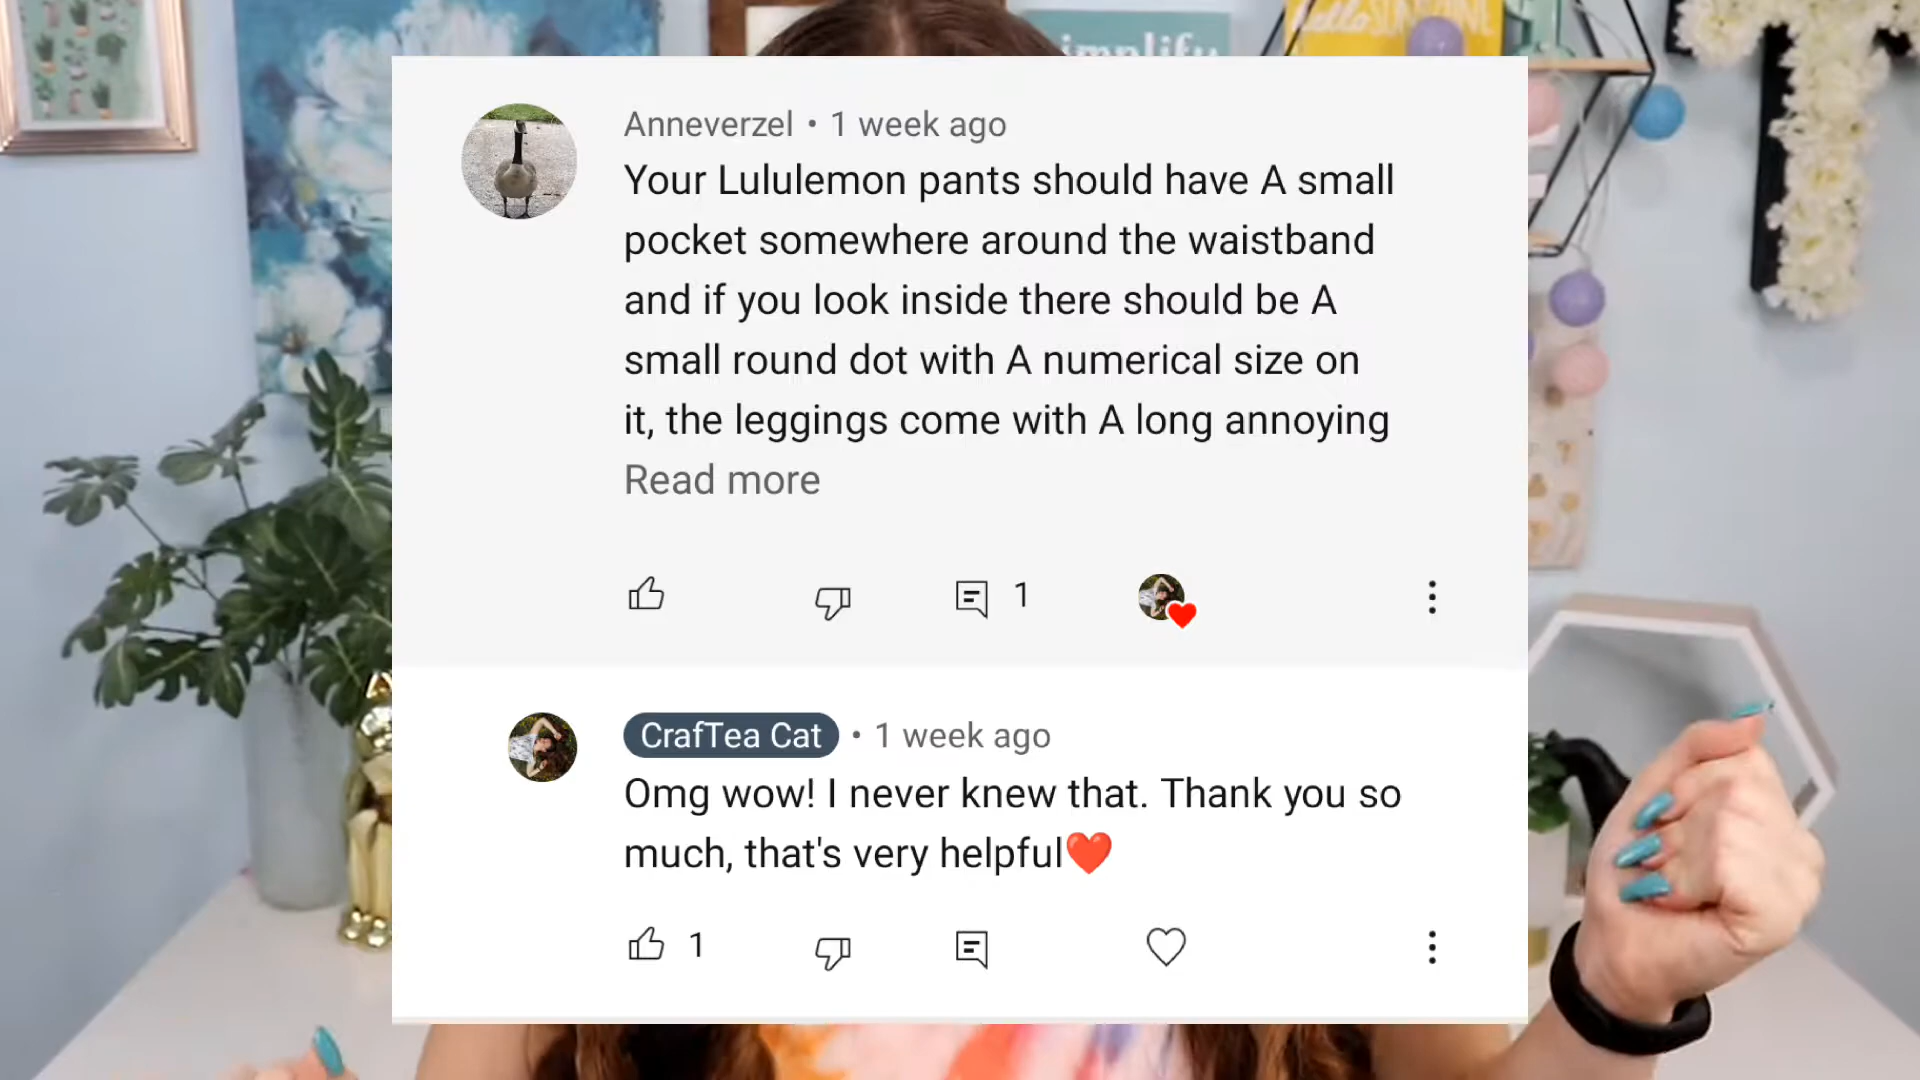 hello SUNSHINE
simplify
Anneverzel • 1 week ago
Your Lululemon pants should have A small
pocket somewhere around the waistband
and if you look inside there should be A
small round dot with A numerical size on
it, the leggings come with A long annoying
Read more
1
CrafTea Cat • 1 week ago
Omg wow! I never knew that. Thank you so
much, that's very helpful❤️
1